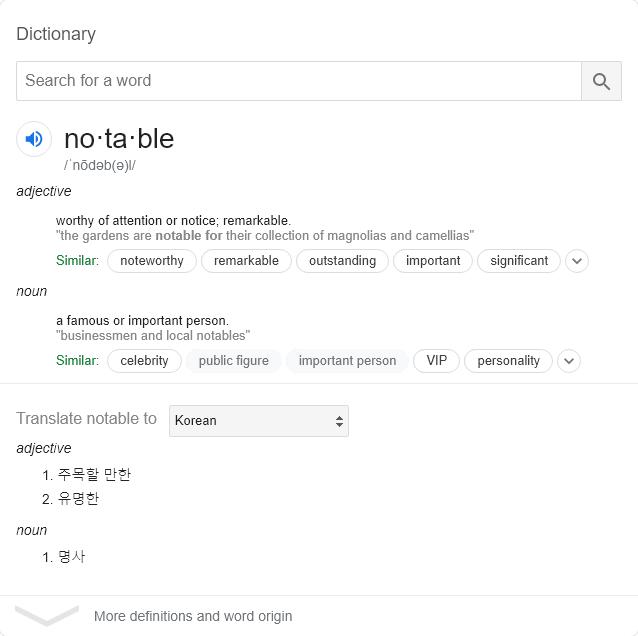 Dictionary
Search for a word
no·ta·ble
/ˈnōdəb(ə)l/
adjective
worthy of attention or notice; remarkable.
"the gardens are notable for their collection of magnolias and camellias"
Similar: noteworthy remarkable outstanding important significant
noun
a famous or important person.
"businessmen and local notables"
Similar: celebrity public figure important person VIP personality
Translate notable to Korean
adjective
1. 주목할 만한
2. 유명한
noun
1. 명사
More definitions and word origin